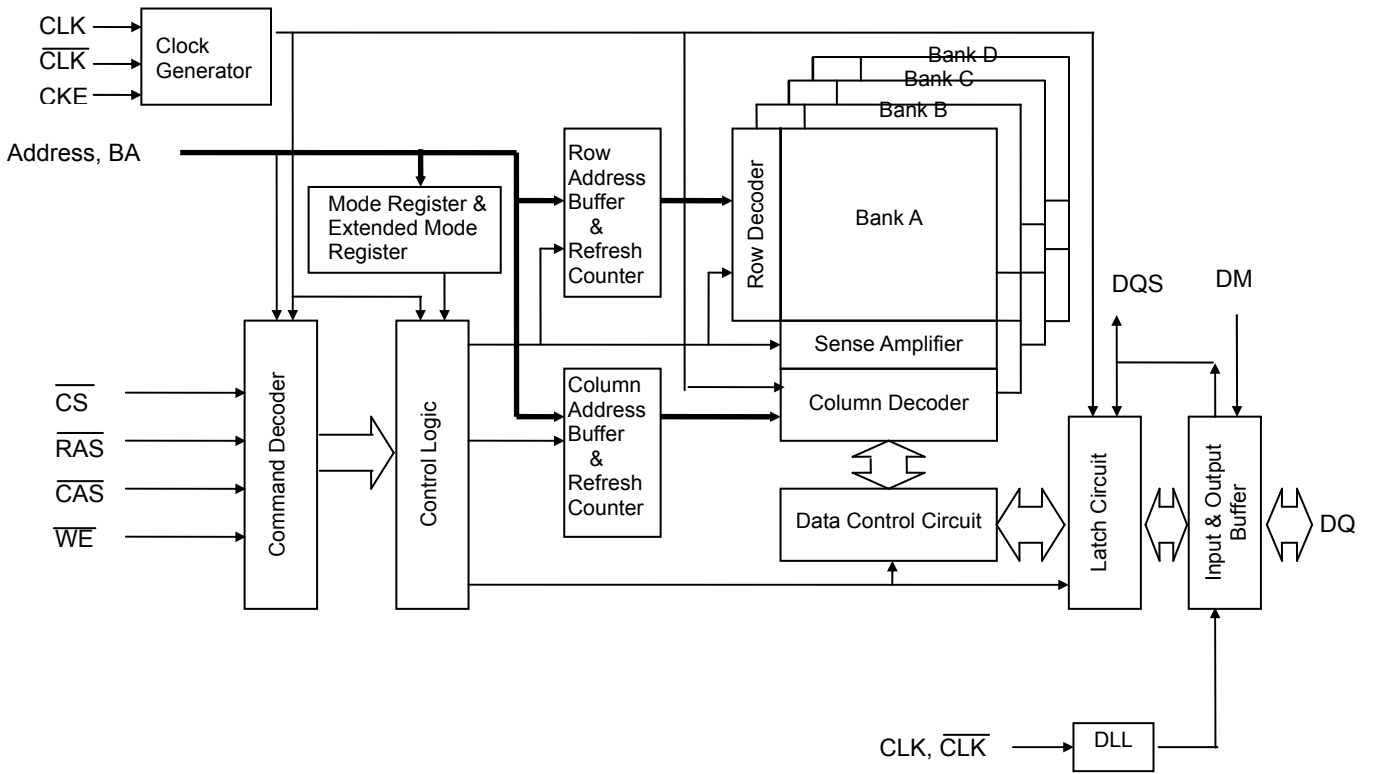 CLK
CLK
CKE
Clock
Generator
Address, BA
Mode Register &
Extended Mode
Register
Row
Address
Buffer
&
Refresh
Counter
Bank D
Bank C
Bank B
Bank A
Row Decoder
Sense Amplifier
Column Decoder
Column
Address
Buffer
&
Refresh
Counter
CS
RAS
CAS
WE
Command Decoder
Control Logic
Data Control Circuit
DQS
DM
Latch Circuit
Input & Output
Buffer
DQ
CLK, CLK
DLL